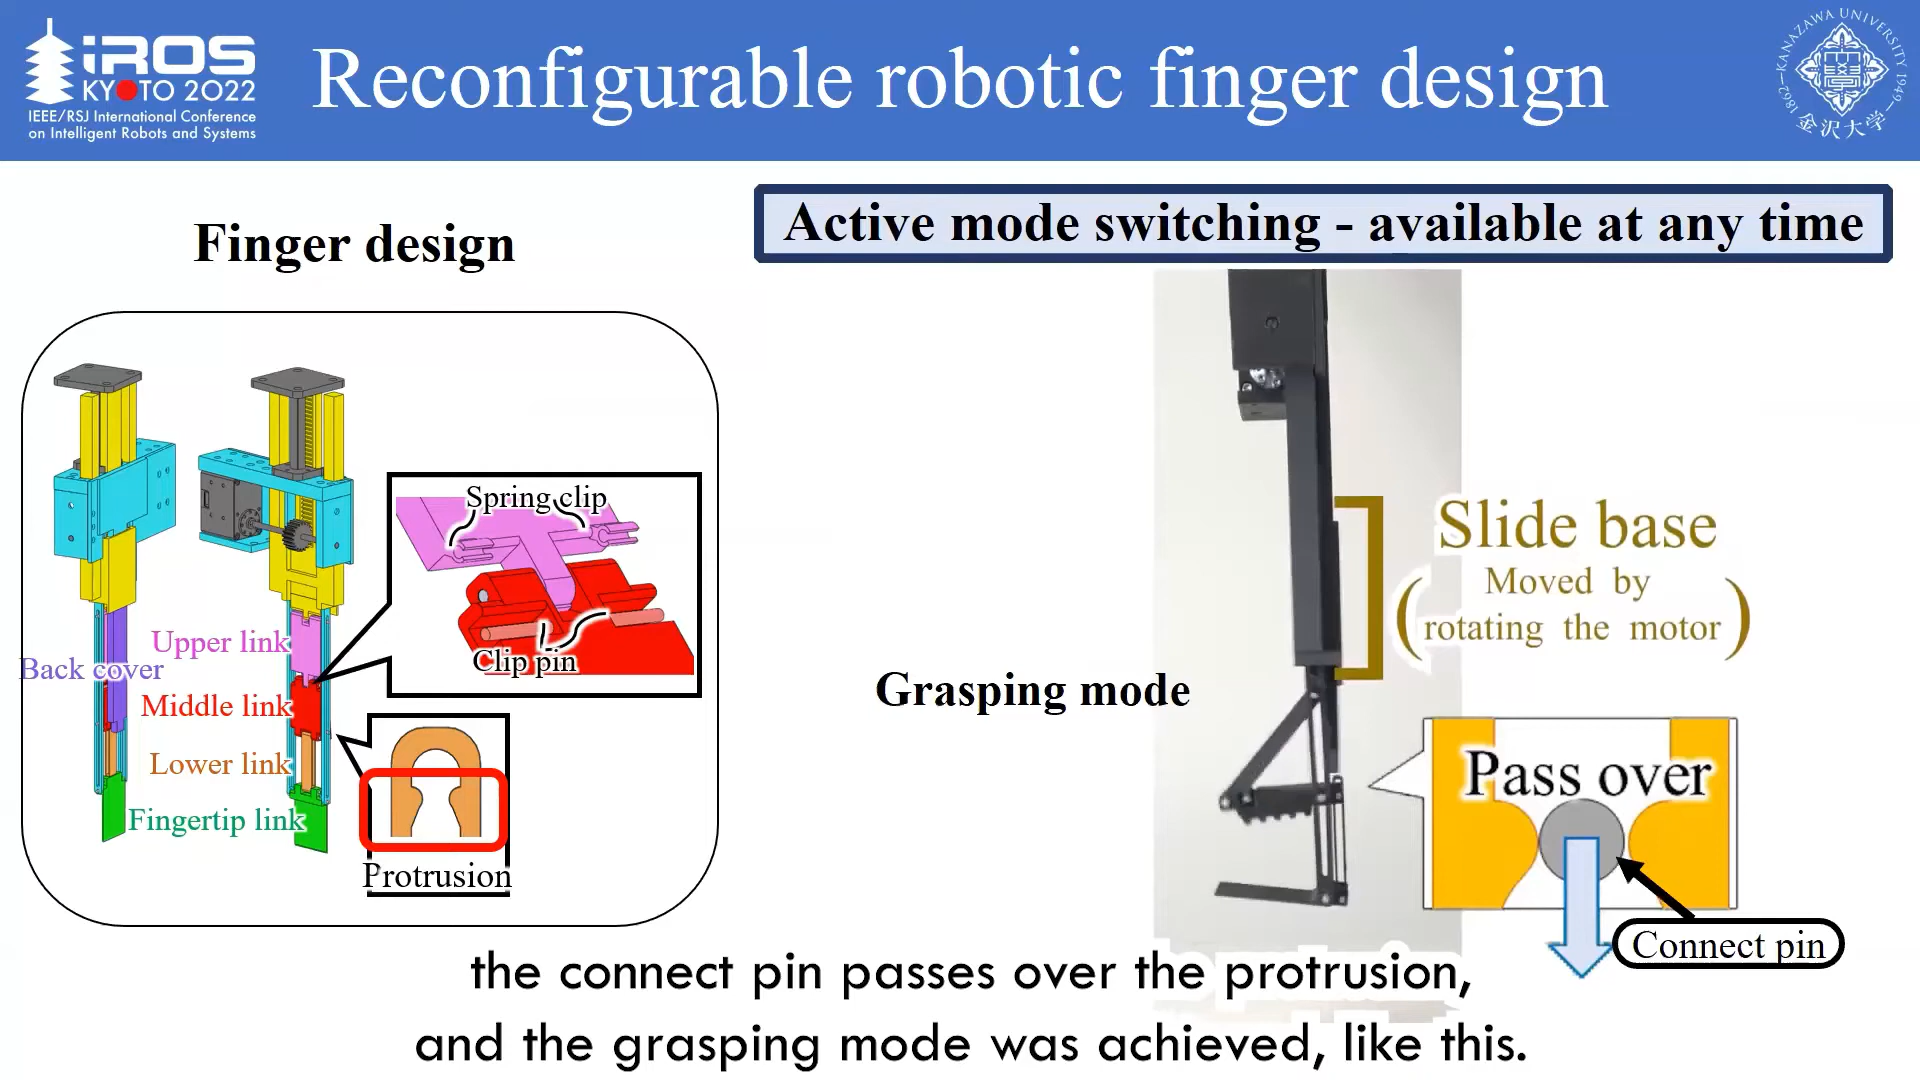 iROS
KYOTO 2022
IEEE/RSJ International Conference
on Intelligent Robots and Systems
Reconfigurable robotic finger design
1862-KANAZAWA UNIVERSITY 1949-
金沢大学
Finger design
Active mode switching - available at any time
Spring clip
Clip pin
Upper link
Back cover
Middle link
Lower link
Fingertip link
Protrusion
Grasping mode
Slide base
(Moved by
rotating the motor)
Pass over
Connect pin
the connect pin passes over the protrusion,
and the grasping mode was achieved, like this.